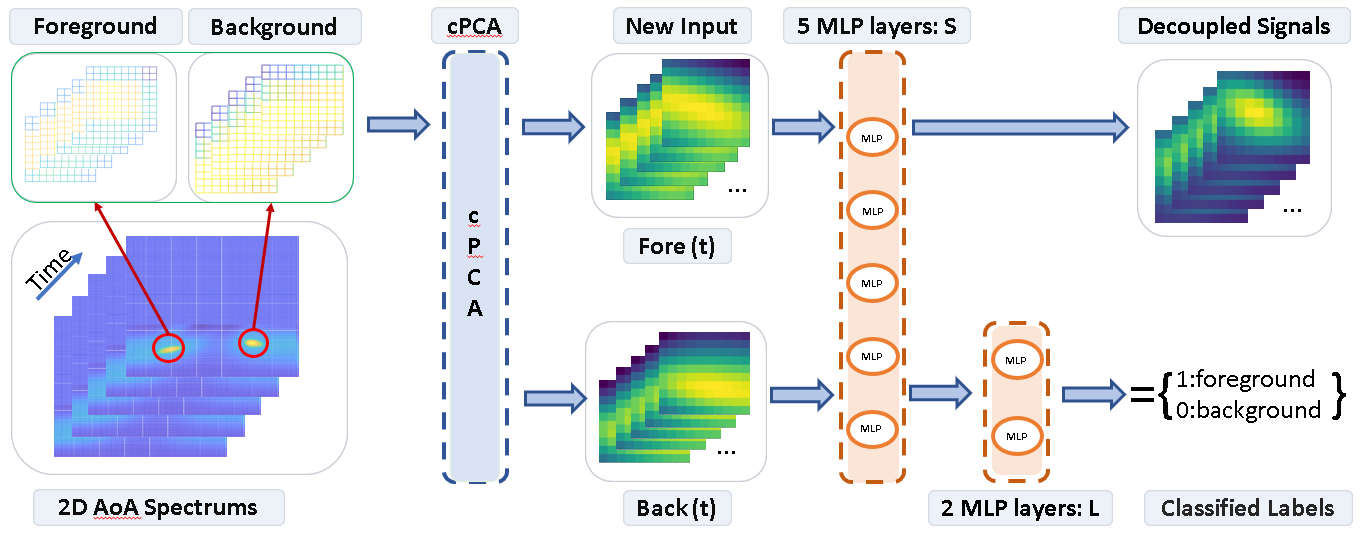 Foreground
Background
cPCA
New Input
5 MLP layers: S
Decoupled Signals
MLP
MLP
MLP
MLP
MLP
...
...
c
P
C
A
Fore (t)
Time
MLP
MLP
={1:foreground
0:background}
...
2D AoA Spectrums
Back (t)
2 MLP layers: L
Classified Labels